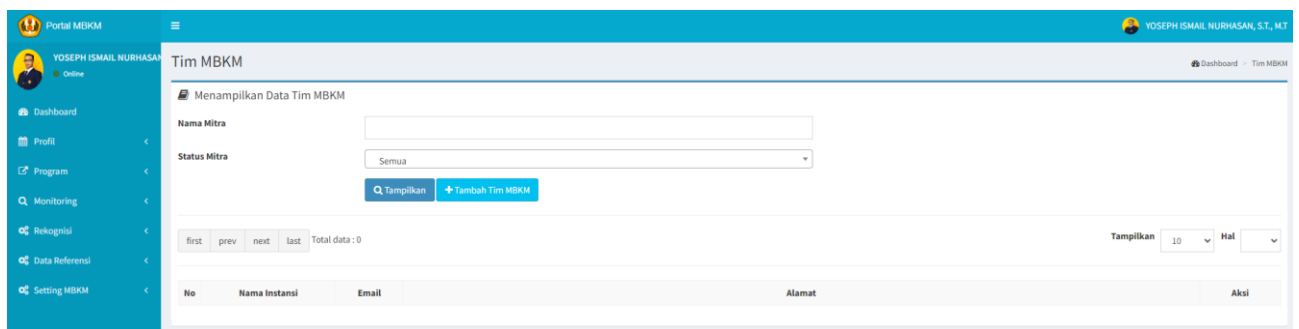 Portal MBKM
YOSEPH ISMAIL NURHASAN, S.T., M.T
YOSEPH ISMAIL NURHASAN
Online
Dashboard
Profil
Program
Monitoring
Rekognisi
Data Referensi
Setting MBKM
Tim MBKM
Dashboard > Tim MBKM
Menampilkan Data Tim MBKM
Nama Mitra
Status Mitra Semua
Tampilkan +Tambah Tim MBKM
first prev next last Total data : 0 Tampilkan 10 Hal
No Nama Instansi Email Alamat Aksi